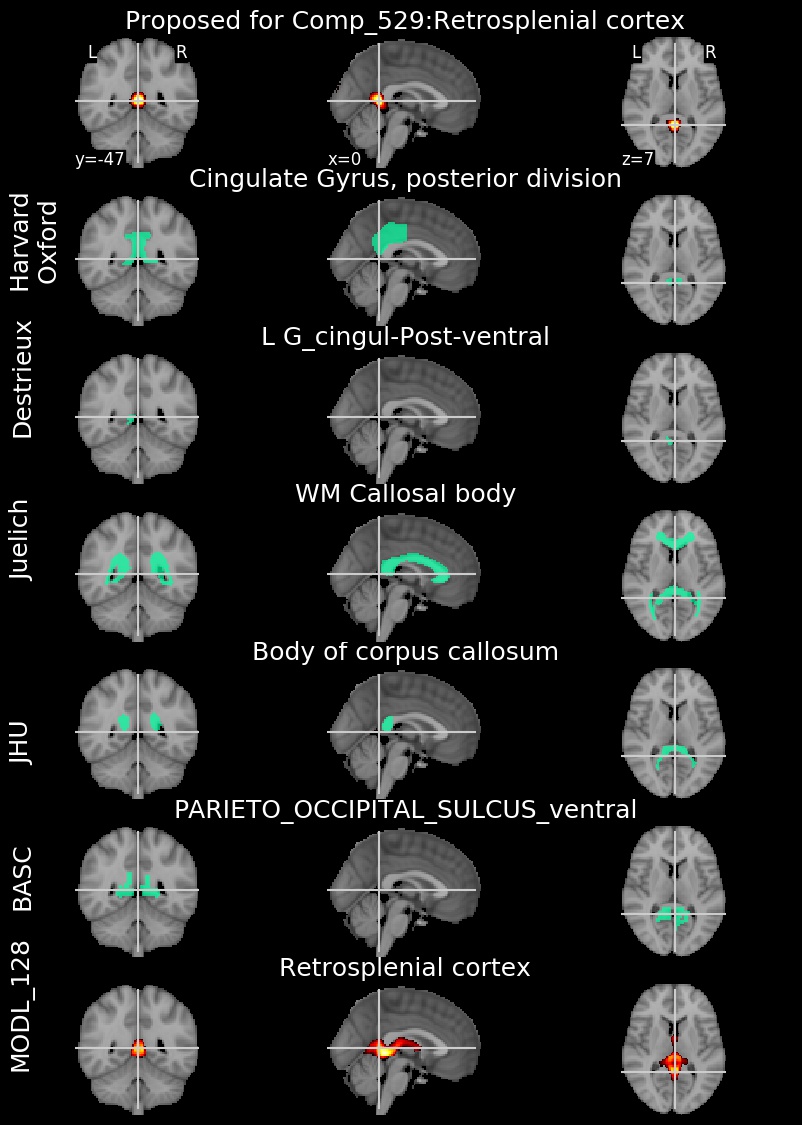 Proposed for Comp_529:Retrosplenial cortex
L R L R
y=-47 x=0 z=7
Cingulate Gyrus, posterior division
Harvard
Oxford
L G_cingul-Post-ventral
Destrieux
WM Callosal body
Juelich
Body of corpus callosum
JHU
PARIETO_OCCIPITAL_SULCUS_ventral
BASC
Retrosplenial cortex
MODL_128